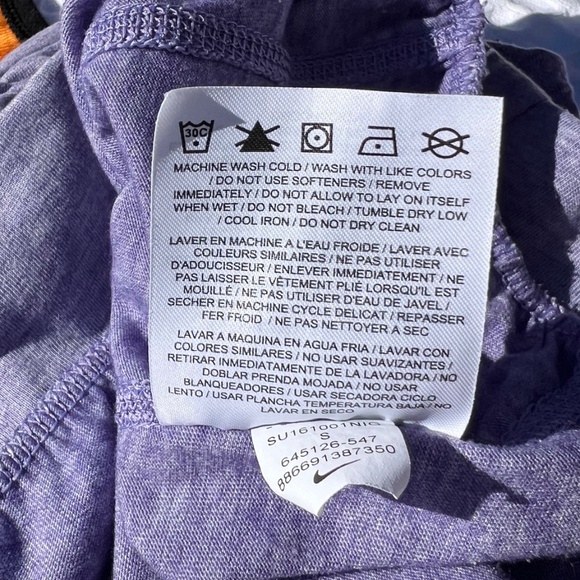 30C
MACHINE WASH COLD / WASH WITH LIKE COLORS
/ DO NOT USE SOFTENERS / REMOVE
IMMEDIATELY / DO NOT ALLOW TO LAY ON ITSELF
WHEN WET / DO NOT BLEACH / TUMBLE DRY LOW
/ COOL IRON / DO NOT DRY CLEAN
LAVER EN MACHINE A L'EAU FROIDE / LAVER AVEC
COULEURS SIMILAIRES / NE PAS UTILISER
D'ADOUCISSEUR / ENLEVER IMMEDIATEMENT / NE
PAS LAISSER LE VÊTEMENT PLIÉ LORSQU'IL EST
MOUILLÉ / NE PAS UTILISER D'EAU DE JAVEL /
SECHER EN MACHINE CYCLE DELICAT / REPASSER
FER FROID / NE PAS NETTOYER A SEC
LAVAR A MAQUINA EN AGUA FRIA / LAVAR CON
COLORES SIMILARES / NO USAR SUAVIZANTES /
RETIRAR INMEDIATAMENTE DE LA LAVADORA / NO
DOBLAR PRENDA MOJADA / NO USAR
BLANQUEADORES / USAR SECADORA CICLO
LENTO / USAR PLANCHA TEMPERATURA BAJA / NO
LAVAR EN SECO
SU161001NIC
S
645126-547
886691387350